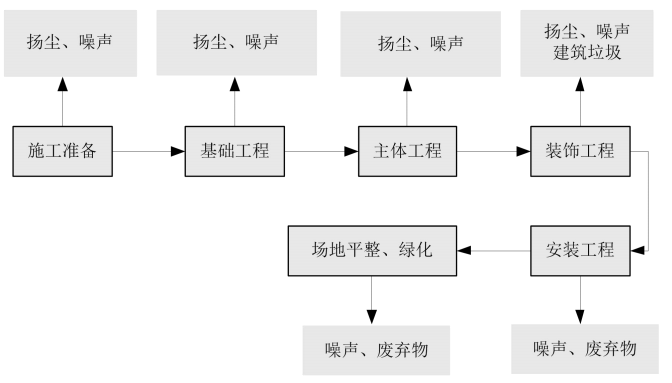 扬尘、噪声
扬尘、噪声
扬尘、噪声
扬尘、噪声
建筑垃圾
施工准备
基础工程
主体工程
装饰工程
场地平整、绿化
安装工程
噪声、废弃物
噪声、废弃物